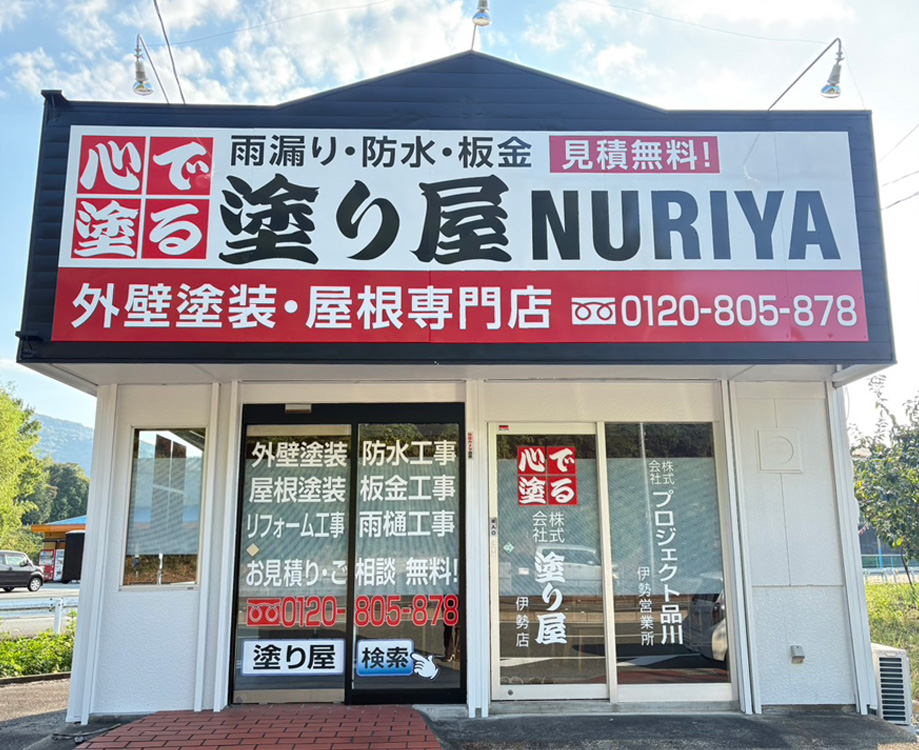 心で
塗る
雨漏り・防水・板金
見積無料!
塗り屋 NURIYA
外壁塗装・屋根専門店
0120-805-878
外壁塗装
屋根塗装
リフォーム工事
防水工事
板金工事
雨樋工事
お見積り・ご相談 無料!
0120-805-878
塗り屋
検索
心で
塗る
株式会社 塗り屋
伊勢店
株式会社 プロジェクト品川
伊勢営業所